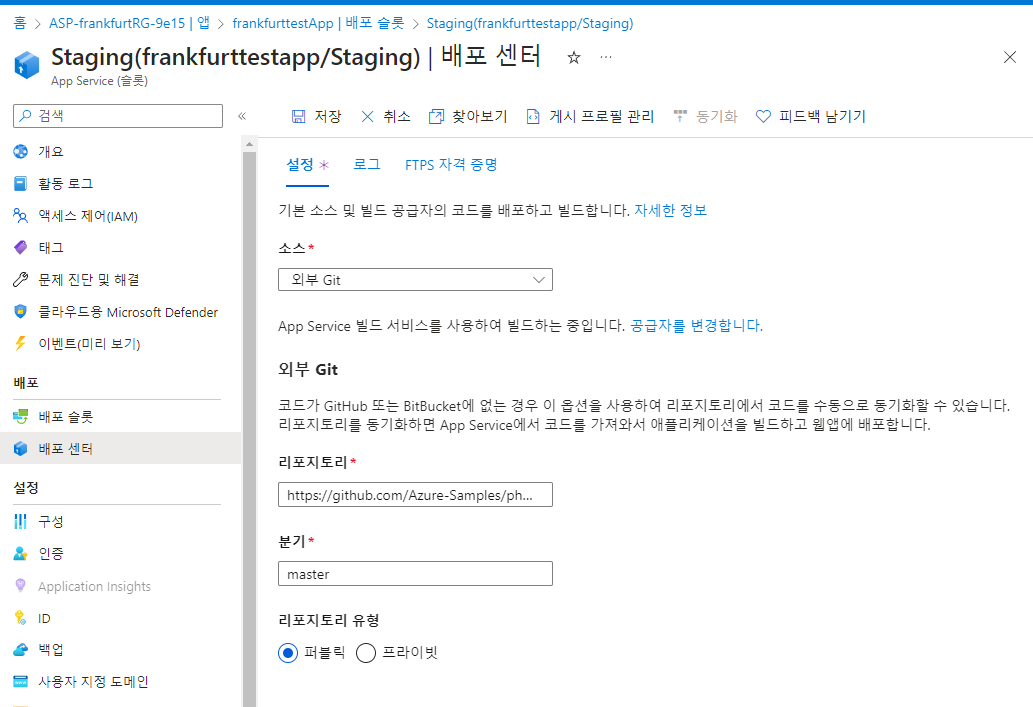 홈 > ASP-frankfurtRG-9e15 | 앱 > frankfurttestApp | 배포 슬롯 > Staging(frankfurttestapp/Staging)
Staging(frankfurttestapp/Staging) | 배포 센터
App Service (슬롯)
검색
저장
취소
찾아보기
게시 프로필 관리
동기화
피드백 남기기
개요
활동 로그
액세스 제어(IAM)
태그
문제 진단 및 해결
클라우드용 Microsoft Defender
이벤트(미리 보기)
배포
배포 슬롯
배포 센터
설정
구성
인증
Application Insights
ID
백업
사용자 지정 도메인
설정 *
로그
FTPS 자격 증명
기본 소스 및 빌드 공급자의 코드를 배포하고 빌드합니다. 자세한 정보
소스*
외부 Git
App Service 빌드 서비스를 사용하여 빌드하는 중입니다. 공급자를 변경합니다.
외부 Git
코드가 GitHub 또는 BitBucket에 없는 경우 이 옵션을 사용하여 리포지토리에서 코드를 수동으로 동기화할 수 있습니다.
리포지토리를 동기화하면 App Service에서 코드를 가져와서 애플리케이션을 빌드하고 웹앱에 배포합니다.
리포지토리*
https://github.com/Azure-Samples/ph...
분기*
master
리포지토리 유형
퍼블릭
프라이빗